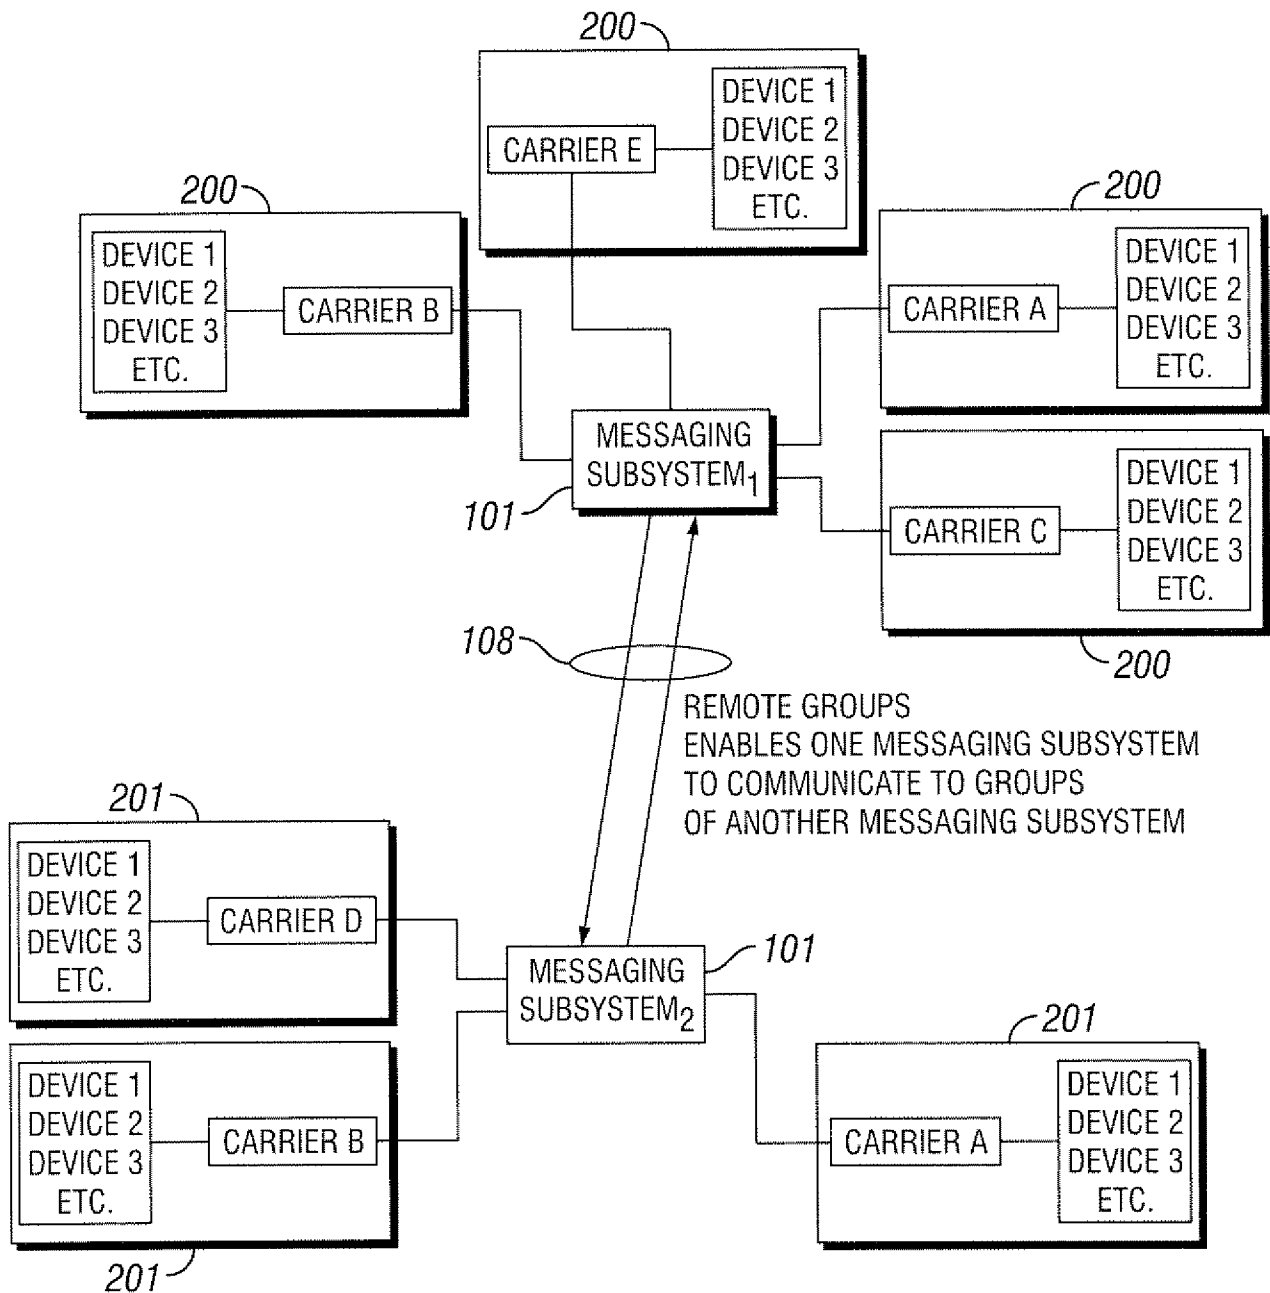 200
CARRIER E
DEVICE 1
DEVICE 2
DEVICE 3
ETC.
200
DEVICE 1
DEVICE 2
DEVICE 3
ETC.
CARRIER B
200
CARRIER A
DEVICE 1
DEVICE 2
DEVICE 3
ETC.
MESSAGING
SUBSYSTEM1
101
CARRIER C
DEVICE 1
DEVICE 2
DEVICE 3
ETC.
200
108
REMOTE GROUPS
ENABLES ONE MESSAGING SUBSYSTEM
TO COMMUNICATE TO GROUPS
OF ANOTHER MESSAGING SUBSYSTEM
201
DEVICE 1
DEVICE 2
DEVICE 3
ETC.
CARRIER D
MESSAGING
SUBSYSTEM2
101
DEVICE 1
DEVICE 2
DEVICE 3
ETC.
CARRIER B
201
201
CARRIER A
DEVICE 1
DEVICE 2
DEVICE 3
ETC.